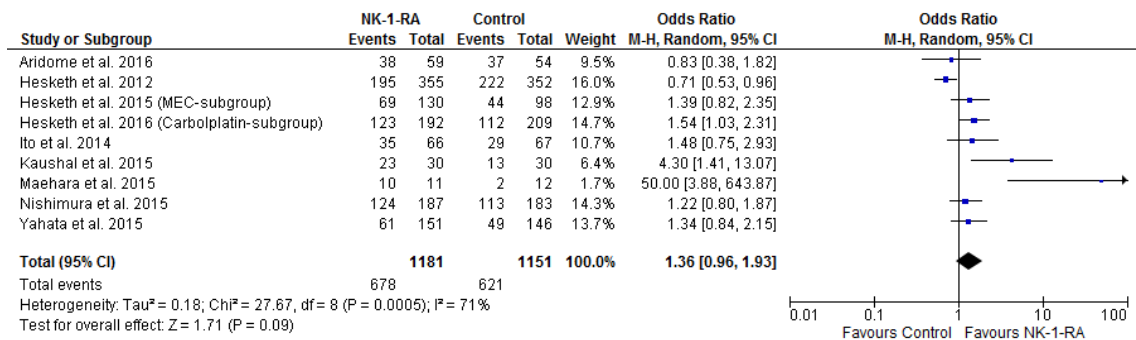 NK-1-RA Control Odds Ratio Odds Ratio
Study or Subgroup Events Total Events Total Weight M-H, Random, 95% CI M-H, Random, 95% CI
Aridome et al. 2016 38 59 37 54 9.5% 0.83 [0.38, 1.82]
Hesketh et al. 2012 195 355 222 352 16.0% 0.71 [0.53, 0.96]
Hesketh et al. 2015 (MEC-subgroup) 69 130 44 98 12.9% 1.39 [0.82, 2.35]
Hesketh et al. 2016 (Carbolplatin-subgroup) 123 192 112 209 14.7% 1.54 [1.03, 2.31]
Ito et al. 2014 35 66 29 67 10.7% 1.48 [0.75, 2.93]
Kaushal et al. 2015 23 30 13 30 6.4% 4.30 [1.41, 13.07]
Maehara et al. 2015 10 11 2 12 1.7% 50.00 [3.88, 643.87]
Nishimura et al. 2015 124 187 113 183 14.3% 1.22 [0.80, 1.87]
Yahata et al. 2015 61 151 49 146 13.7% 1.34 [0.84, 2.15]
Total (95% CI) 1181 1151 100.0% 1.36 [0.96, 1.93]
Total events 678 621
Heterogeneity: Tau² = 0.18; Chi² = 27.67, df = 8 (P = 0.0005); I² = 71%
Test for overall effect: Z = 1.71 (P = 0.09)
0.01 0.1 1 10 100
Favours Control Favours NK-1-RA